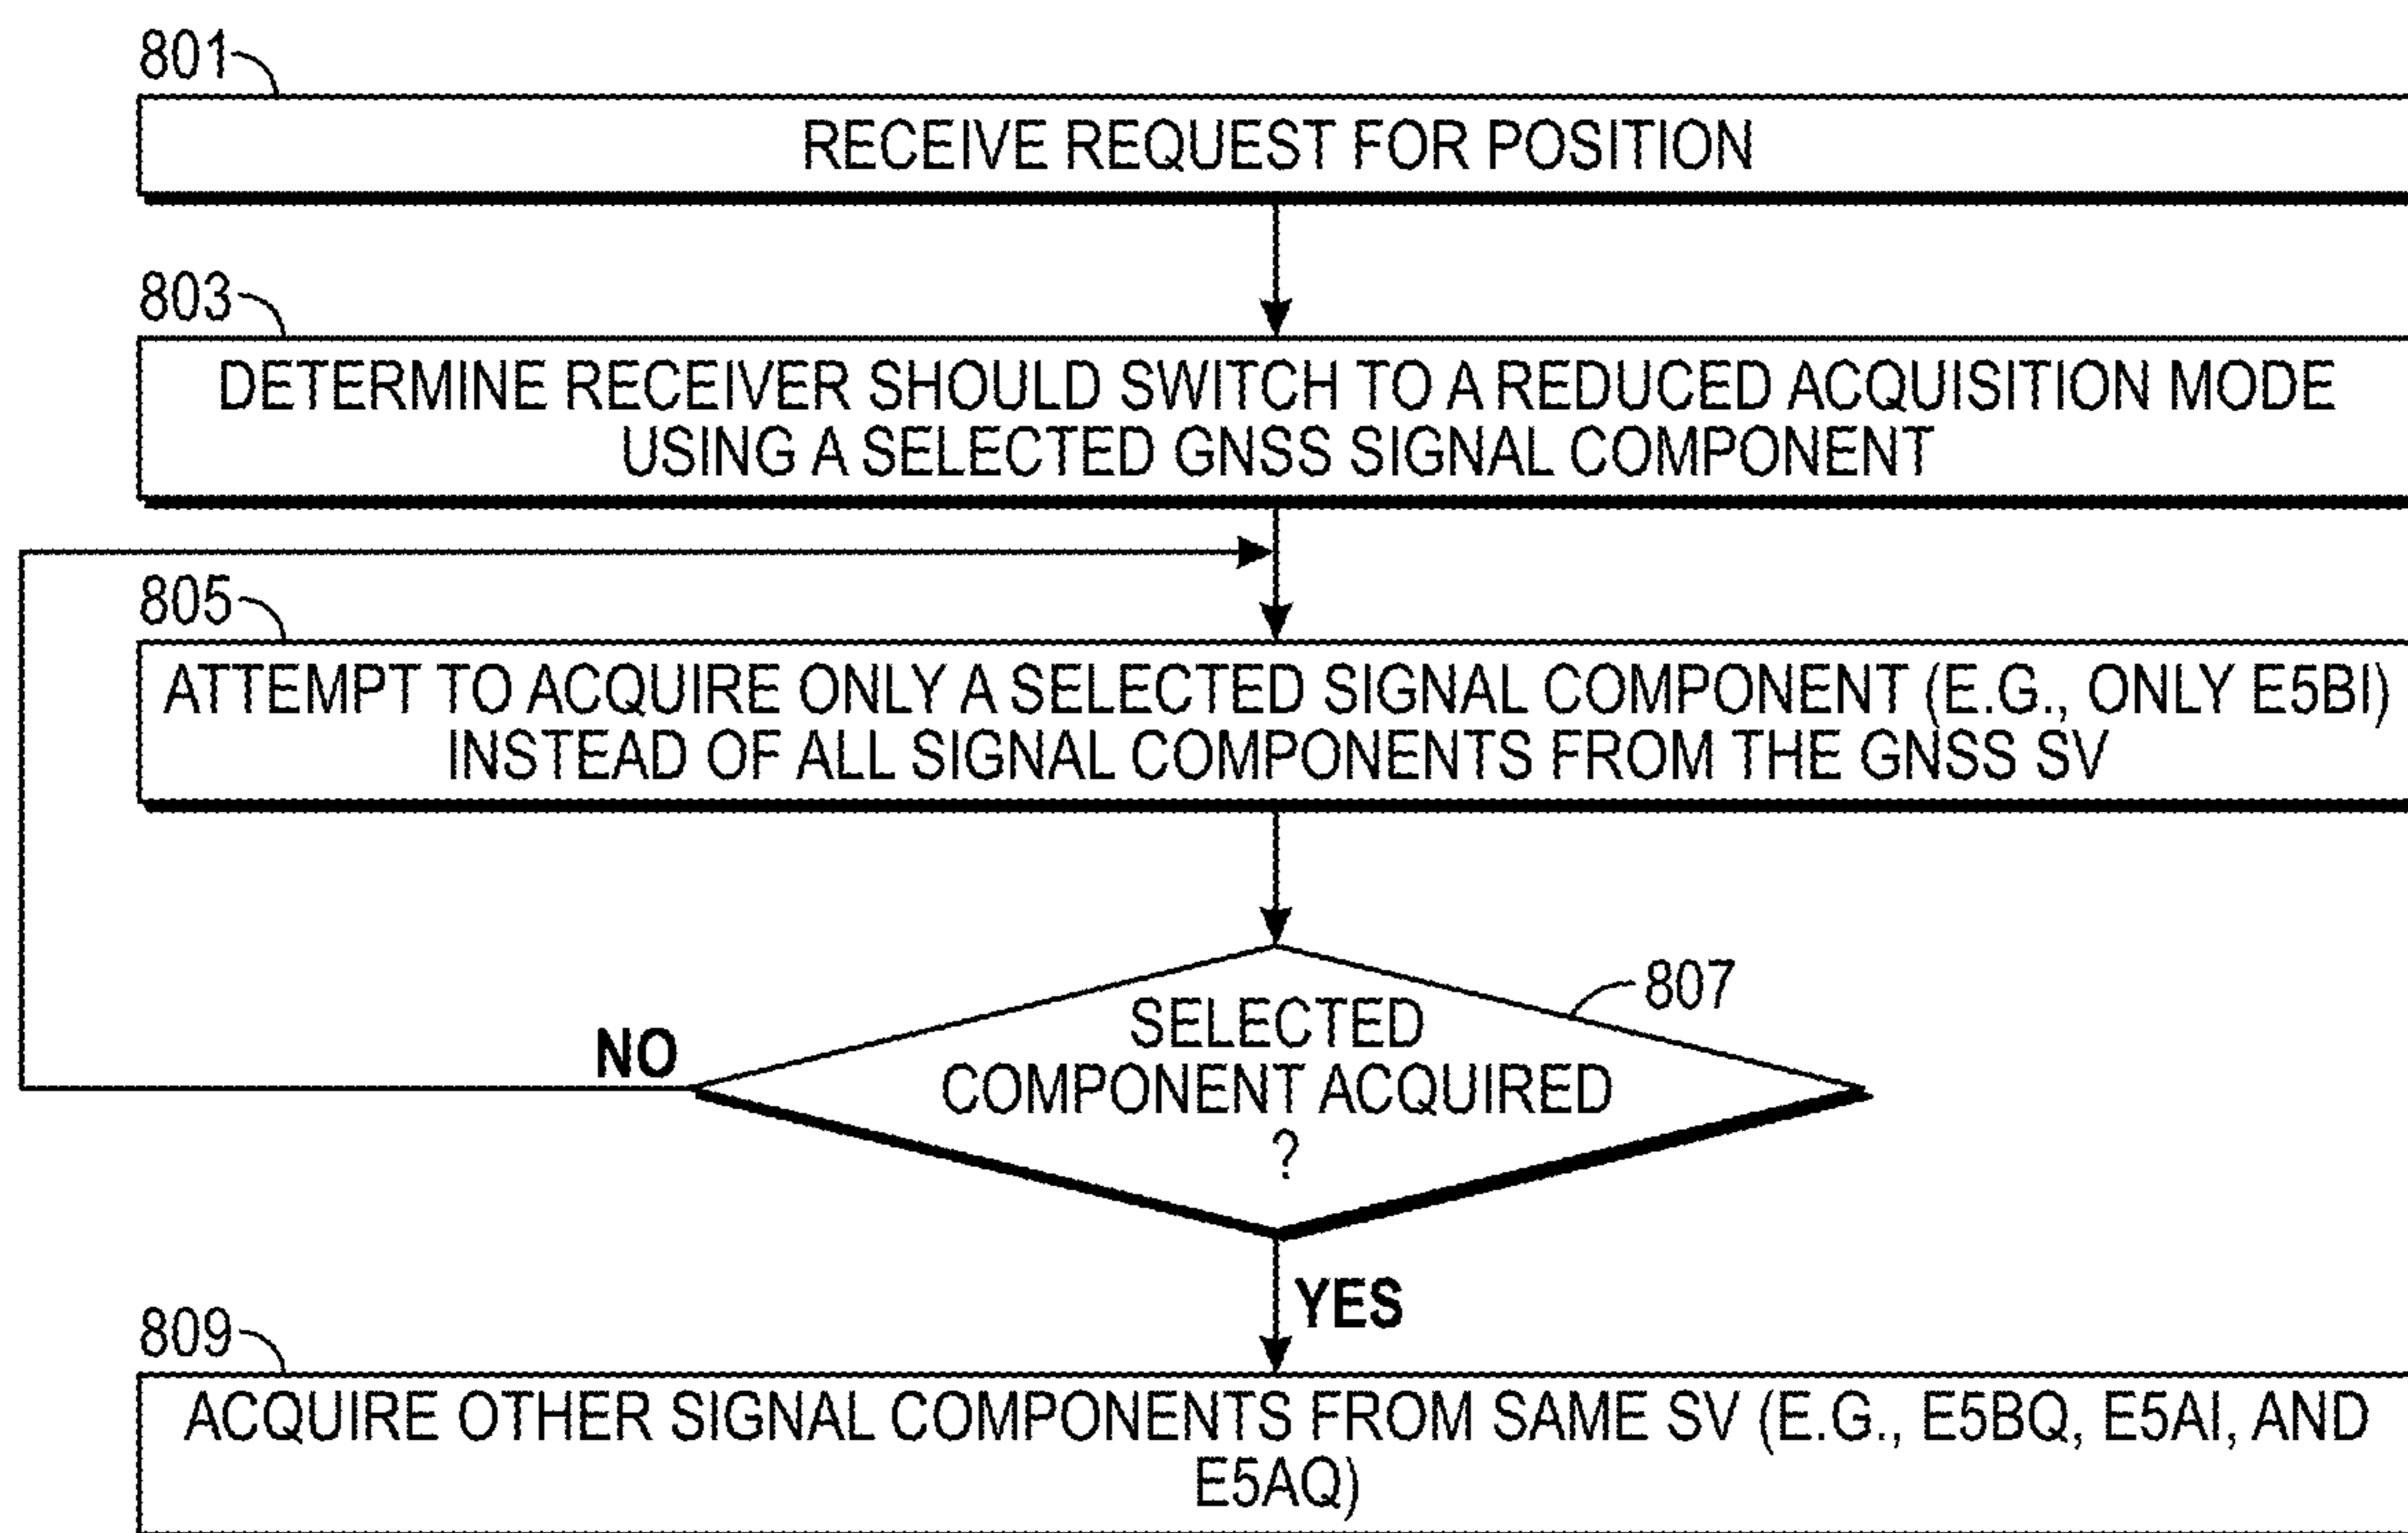 801
RECEIVE REQUEST FOR POSITION
803
DETERMINE RECEIVER SHOULD SWITCH TO A REDUCED ACQUISITION MODE
USING A SELECTED GNSS SIGNAL COMPONENT
805
ATTEMPT TO ACQUIRE ONLY A SELECTED SIGNAL COMPONENT (E.G., ONLY E5BI)
INSTEAD OF ALL SIGNAL COMPONENTS FROM THE GNSS SV
807
SELECTED
COMPONENT ACQUIRED
?
NO
YES
809
ACQUIRE OTHER SIGNAL COMPONENTS FROM SAME SV (E.G., E5BQ, E5AI, AND
E5AQ)